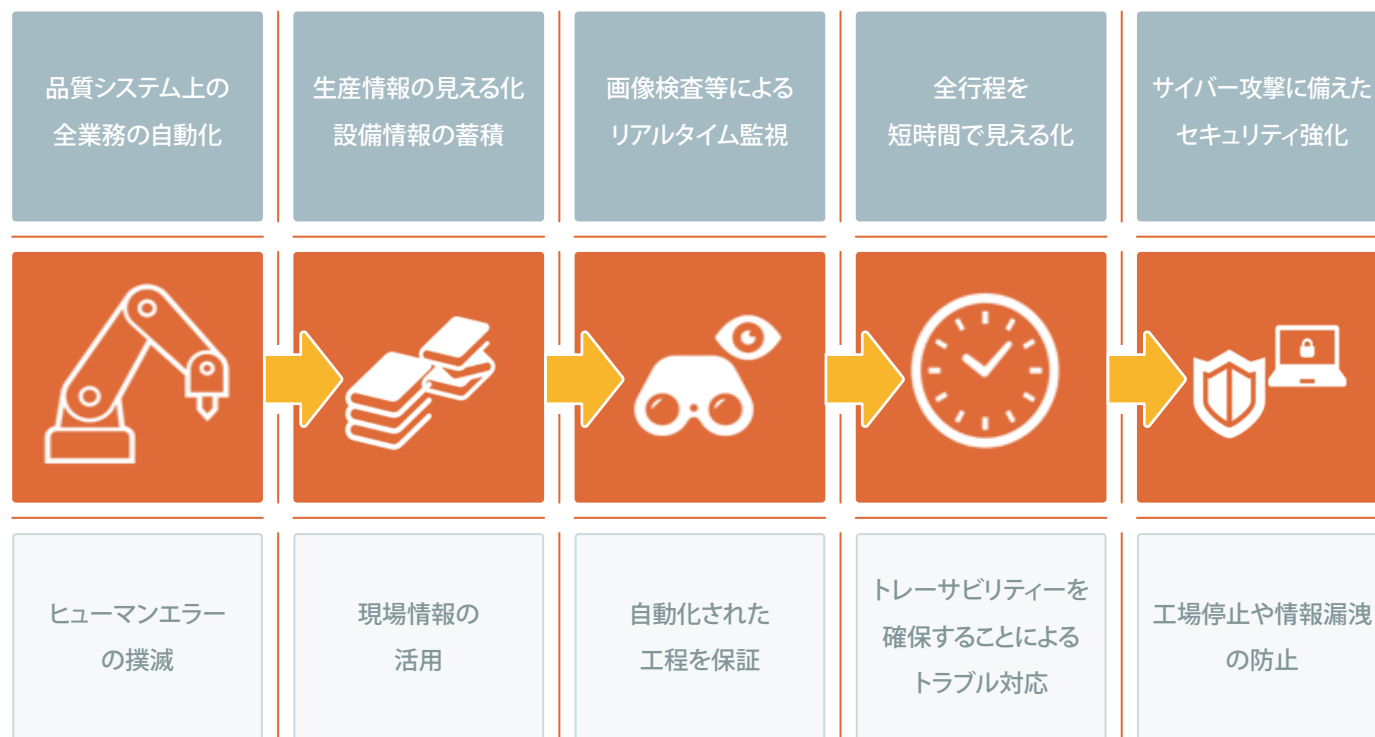 品質システム上の
全業務の自動化
生産情報の見える化
設備情報の蓄積
画像検査等による
リアルタイム監視
全行程を
短時間で見える化
サイバー攻撃に備えた
セキュリティ強化
ヒューマンエラー
の撲滅
現場情報の
活用
自動化された
工程を保証
トレーサビリティーを
確保することによる
トラブル対応
工場停止や情報漏洩
の防止